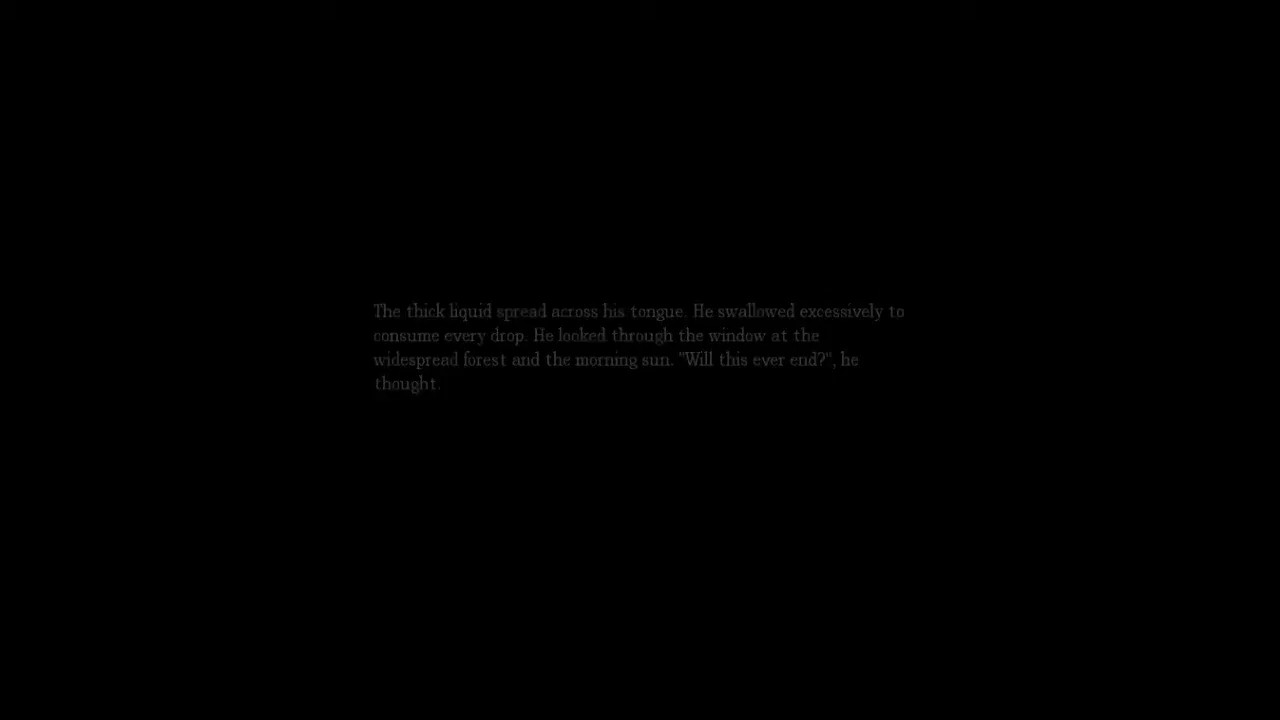 The thick liquid spread across his tongue. He swallowed excessively to
consume every drop. He looked through the window at the
widespread forest and the morning sun. "Will this ever end?", he
thought.